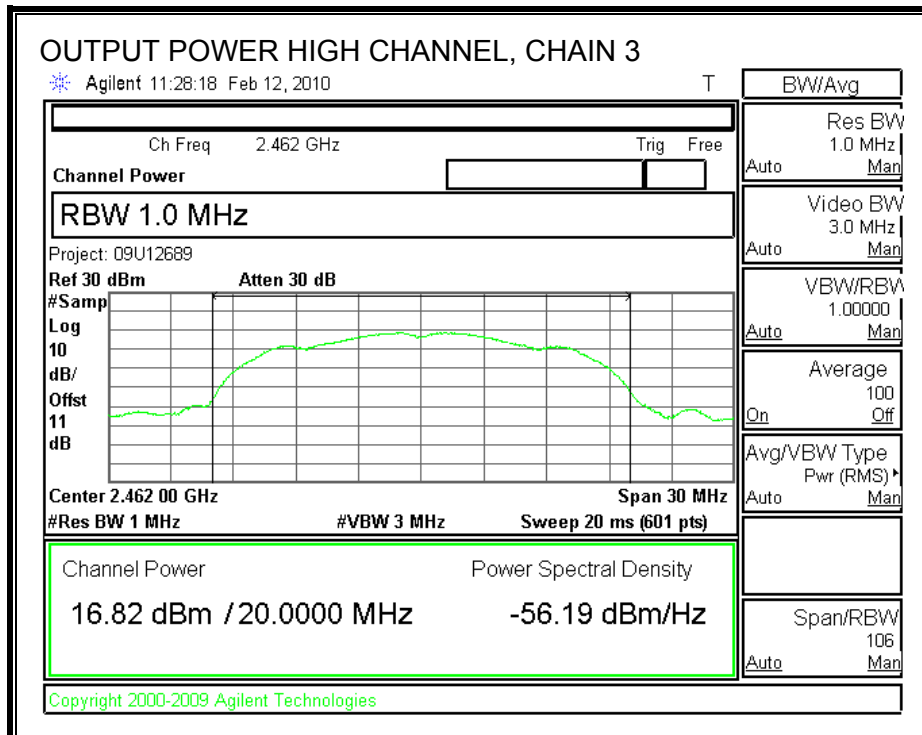 OUTPUT POWER HIGH CHANNEL, CHAIN 3
Agilent 11:28:18 Feb 12, 2010 T
Ch Freq 2.462 GHz Trig Free
Channel Power
RBW 1.0 MHz
Project: 09U12689
Ref 30 dBm Atten 30 dB
#Samp
Log
10
dB/
Offst
11
dB
Center 2.462 00 GHz Span 30 MHz
#Res BW 1 MHz #VBW 3 MHz Sweep 20 ms (601 pts)
Channel Power Power Spectral Density
16.82 dBm / 20.0000 MHz -56.19 dBm/Hz
Copyright 2000-2009 Agilent Technologies
BW/Avg
Res BW
1.0 MHz
Auto Man
Video BW
3.0 MHz
Auto Man
VBW/RBW
1.00000
Auto Man
Average
100
On Off
Avg/VBW Type
Pwr (RMS)
Auto Man
Span/RBW
106
Auto Man